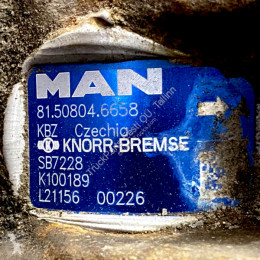 MAN
81.50804.6658
KBZ Czechia
KNORR-BREMSE
SB7228
K100189
L21156 00226